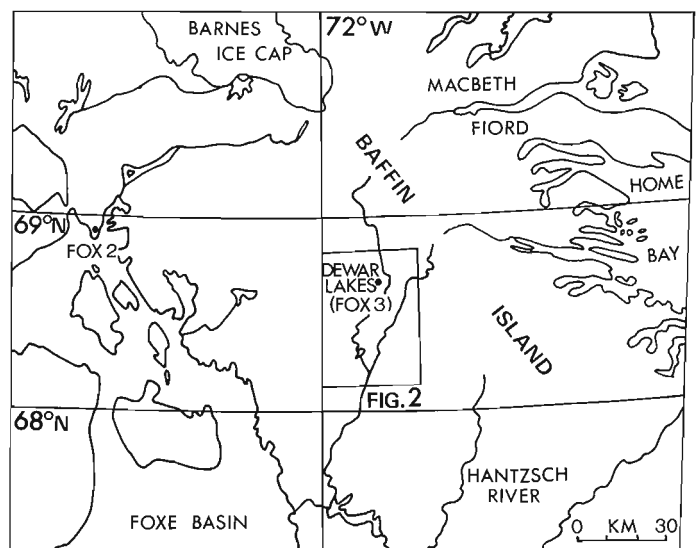 BARNES
ICE CAP
72°W
MACBETH
FIORD
BAFFIN
HOME
69°N
FOX 2
BAY
DEWAR
LAKES
(FOX 3)
ISLAND
FIG. 2
68°N
HANTZSCH
RIVER
FOXE BASIN
0 KM 30